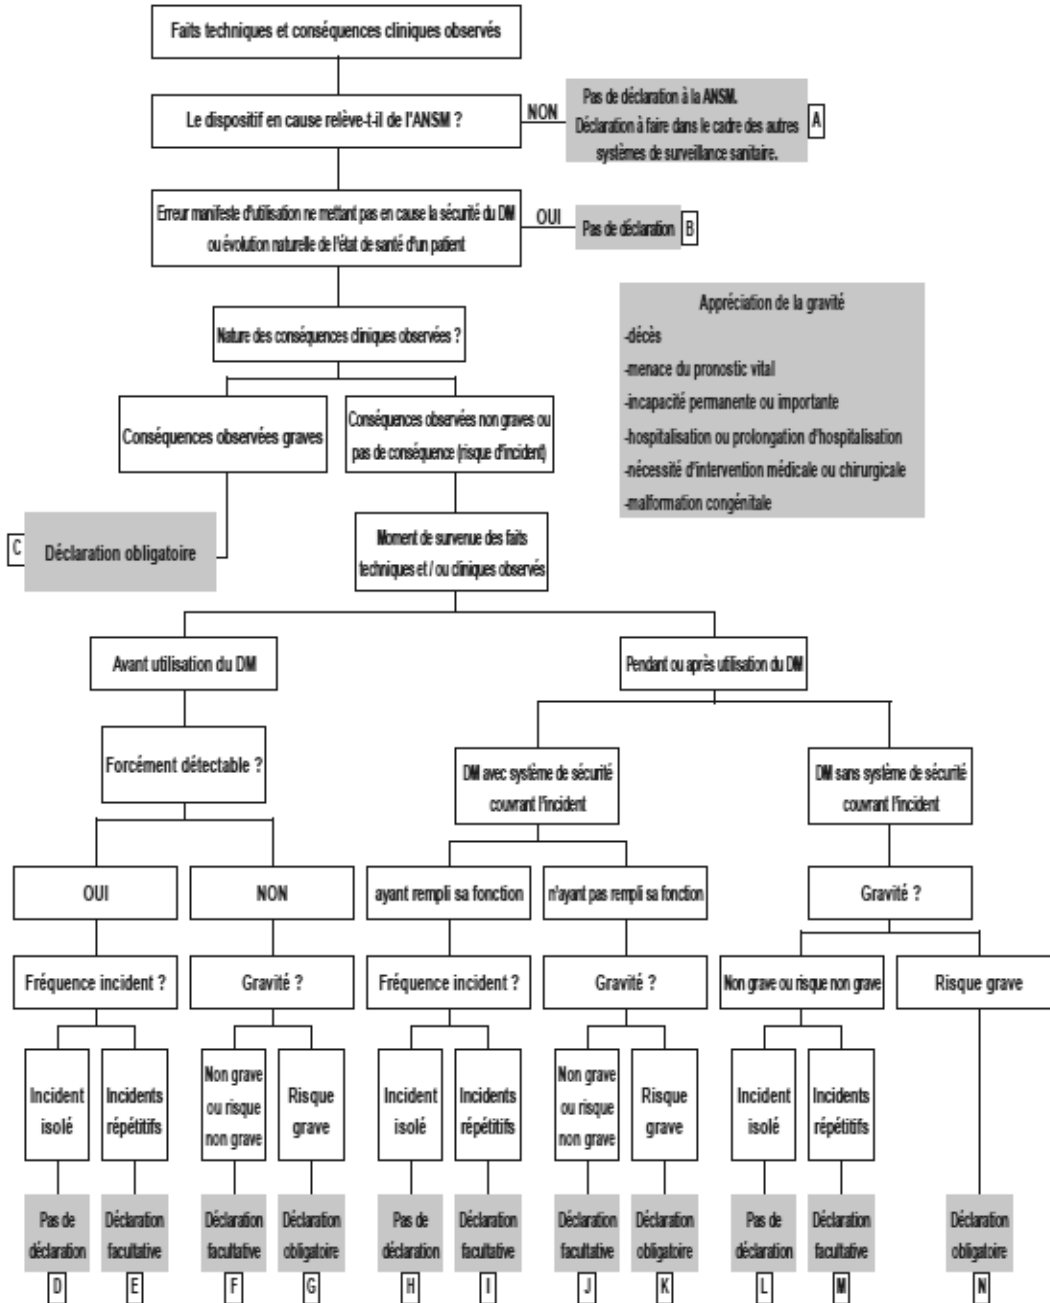 Faits techniques et conséquences cliniques observés
Le dispositif en cause relève-t-il de l'ANSM ?
NON
Pas de déclaration à la ANSM.
Déclaration à faire dans le cadre des autres
systèmes de surveillance sanitaire.
A
Erreur manifeste d'utilisation ne mettant pas en cause la sécurité du DM
ou évolution naturelle de l'état de santé d'un patient
OUI
Pas de déclaration
B
Appréciation de la gravité
-décès
-menace du pronostic vital
-incapacité permanente ou importante
-hospitalisation ou prolongation d'hospitalisation
-nécessité d'intervention médicale ou chirurgicale
-malformation congénitale
Nature des conséquences cliniques observées ?
Conséquences observées graves
Conséquences observées non graves ou
pas de conséquence (risque d'incident)
C
Déclaration obligatoire
Moment de survenue des faits
techniques et / ou cliniques observés
Avant utilisation du DM
Pendant ou après utilisation du DM
Forcément détectable ?
DM avec système de sécurité
couvrant l'incident
DM sans système de sécurité
couvrant l'incident
OUI
NON
ayant rempli sa fonction
n'ayant pas rempli sa fonction
Gravité ?
Fréquence incident ?
Gravité ?
Fréquence incident ?
Gravité ?
Non grave ou risque non grave
Risque grave
Incident
isolé
Incidents
répétitifs
Non grave
ou risque
non grave
Risque
grave
Incident
isolé
Incidents
répétitifs
Non grave
ou risque
non grave
Risque
grave
Incident
isolé
Incidents
répétitifs
Pas de
déclaration
Déclaration
facultative
Déclaration
facultative
Déclaration
obligatoire
Pas de
déclaration
Déclaration
facultative
Déclaration
facultative
Déclaration
obligatoire
Pas de
déclaration
Déclaration
facultative
Déclaration
obligatoire
D
E
F
G
H
I
J
K
L
M
N